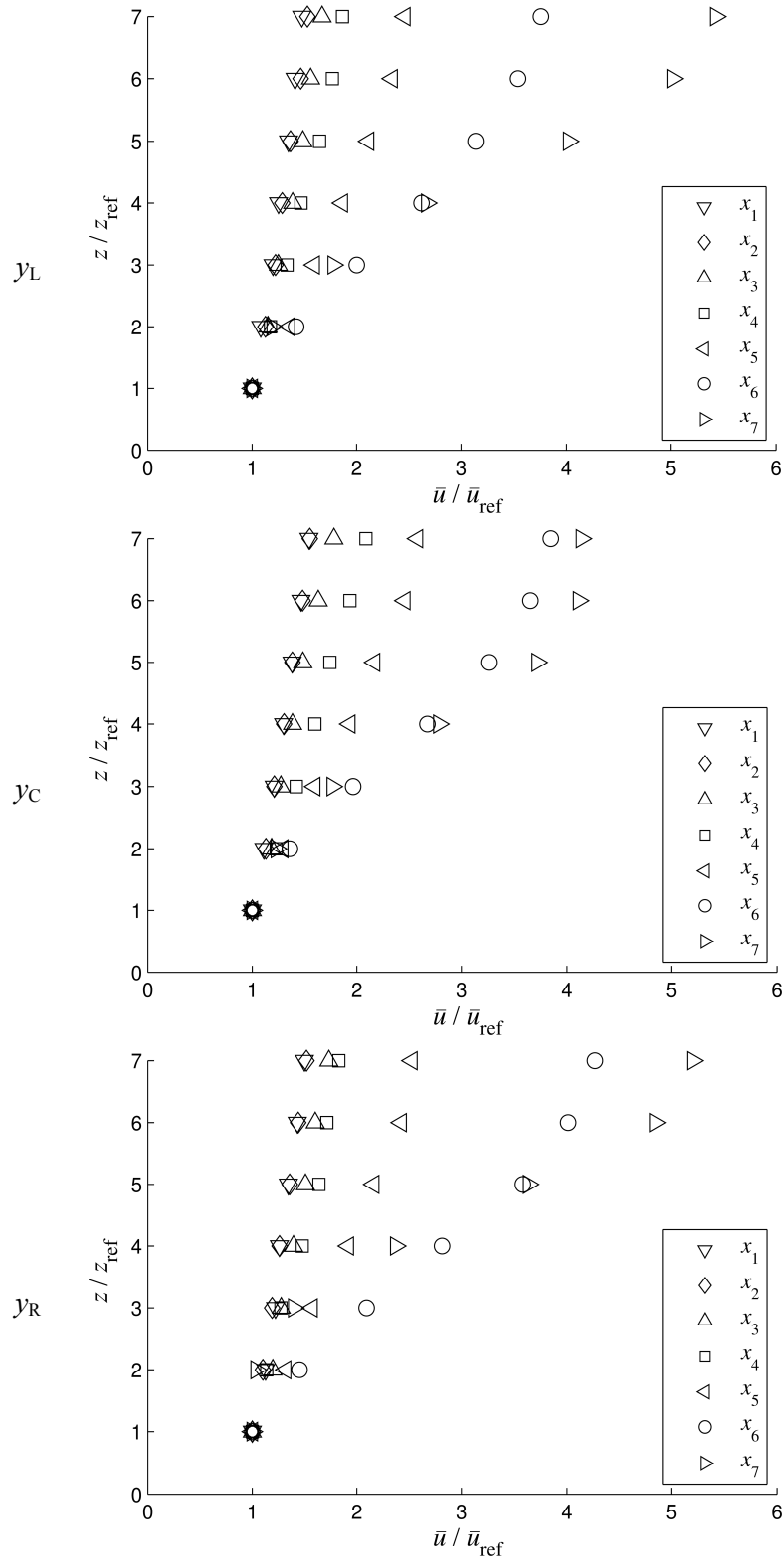 7
6
5
4
3
2
1
0
z / z_ref
y_L
0 1 2 3 4 5 6
ū / ū_ref
x_1
x_2
x_3
x_4
x_5
x_6
x_7
7
6
5
4
3
2
1
0
z / z_ref
y_C
0 1 2 3 4 5 6
ū / ū_ref
x_1
x_2
x_3
x_4
x_5
x_6
x_7
7
6
5
4
3
2
1
0
z / z_ref
y_R
0 1 2 3 4 5 6
ū / ū_ref
x_1
x_2
x_3
x_4
x_5
x_6
x_7